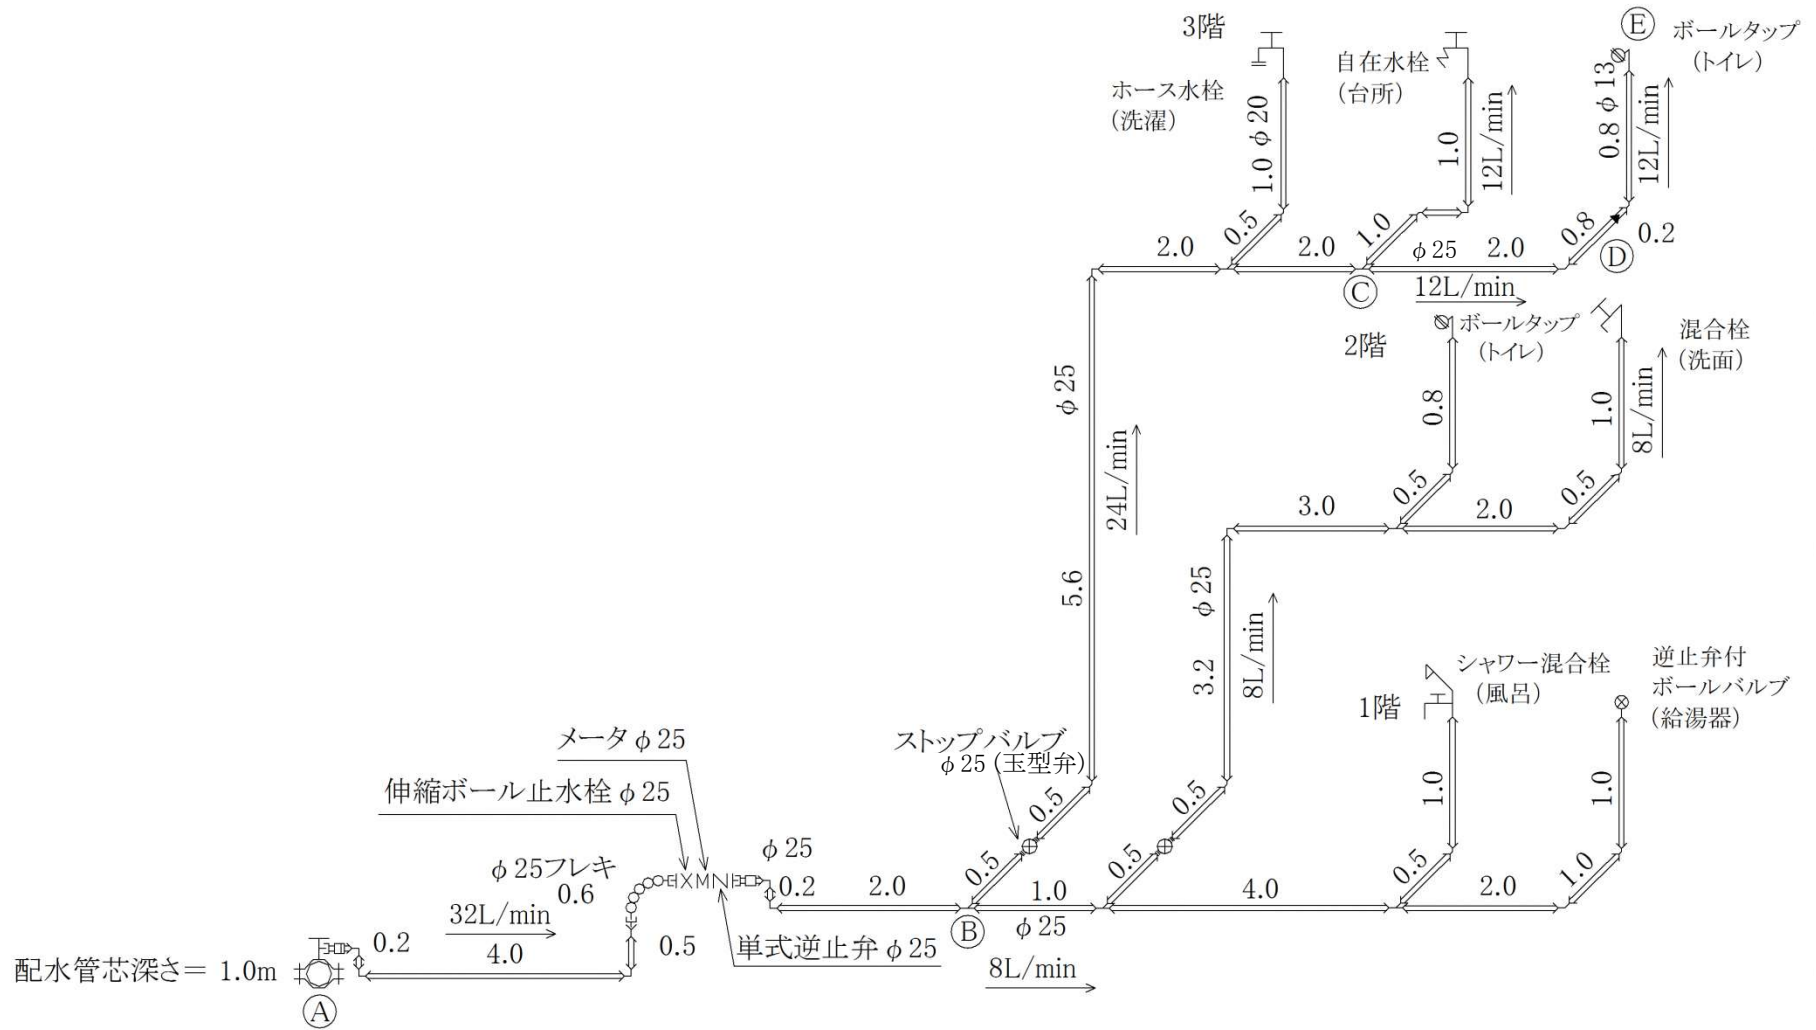 3階
Ⓔ ボールタップ
(トイレ)
ホース水栓
(洗濯)
自在水栓
(台所)
1.0 φ20
1.0
12L/min
0.8 φ13
12L/min
2.0
0.5
2.0
1.0
φ25
2.0
0.8
0.2
Ⓒ
12L/min
Ⓓ
2階
ボールタップ
(トイレ)
混合栓
(洗面)
φ25
24L/min
5.6
0.8
1.0
8L/min
3.0
0.5
2.0
0.5
φ25
3.2
8L/min
1階
シャワー混合栓
(風呂)
逆止弁付
ボールバルブ
(給湯器)
メータφ25
伸縮ボール止水栓φ25
ストップバルブ
φ25(玉型弁)
0.5
0.5
0.5
0.5
1.0
1.0
φ25フレキ
0.6
φ25
0.2
2.0
1.0
4.0
0.5
2.0
1.0
Ⓑ
φ25
8L/min
32L/min
0.2
4.0
0.5
単式逆止弁φ25
配水管芯深さ= 1.0m
Ⓐ